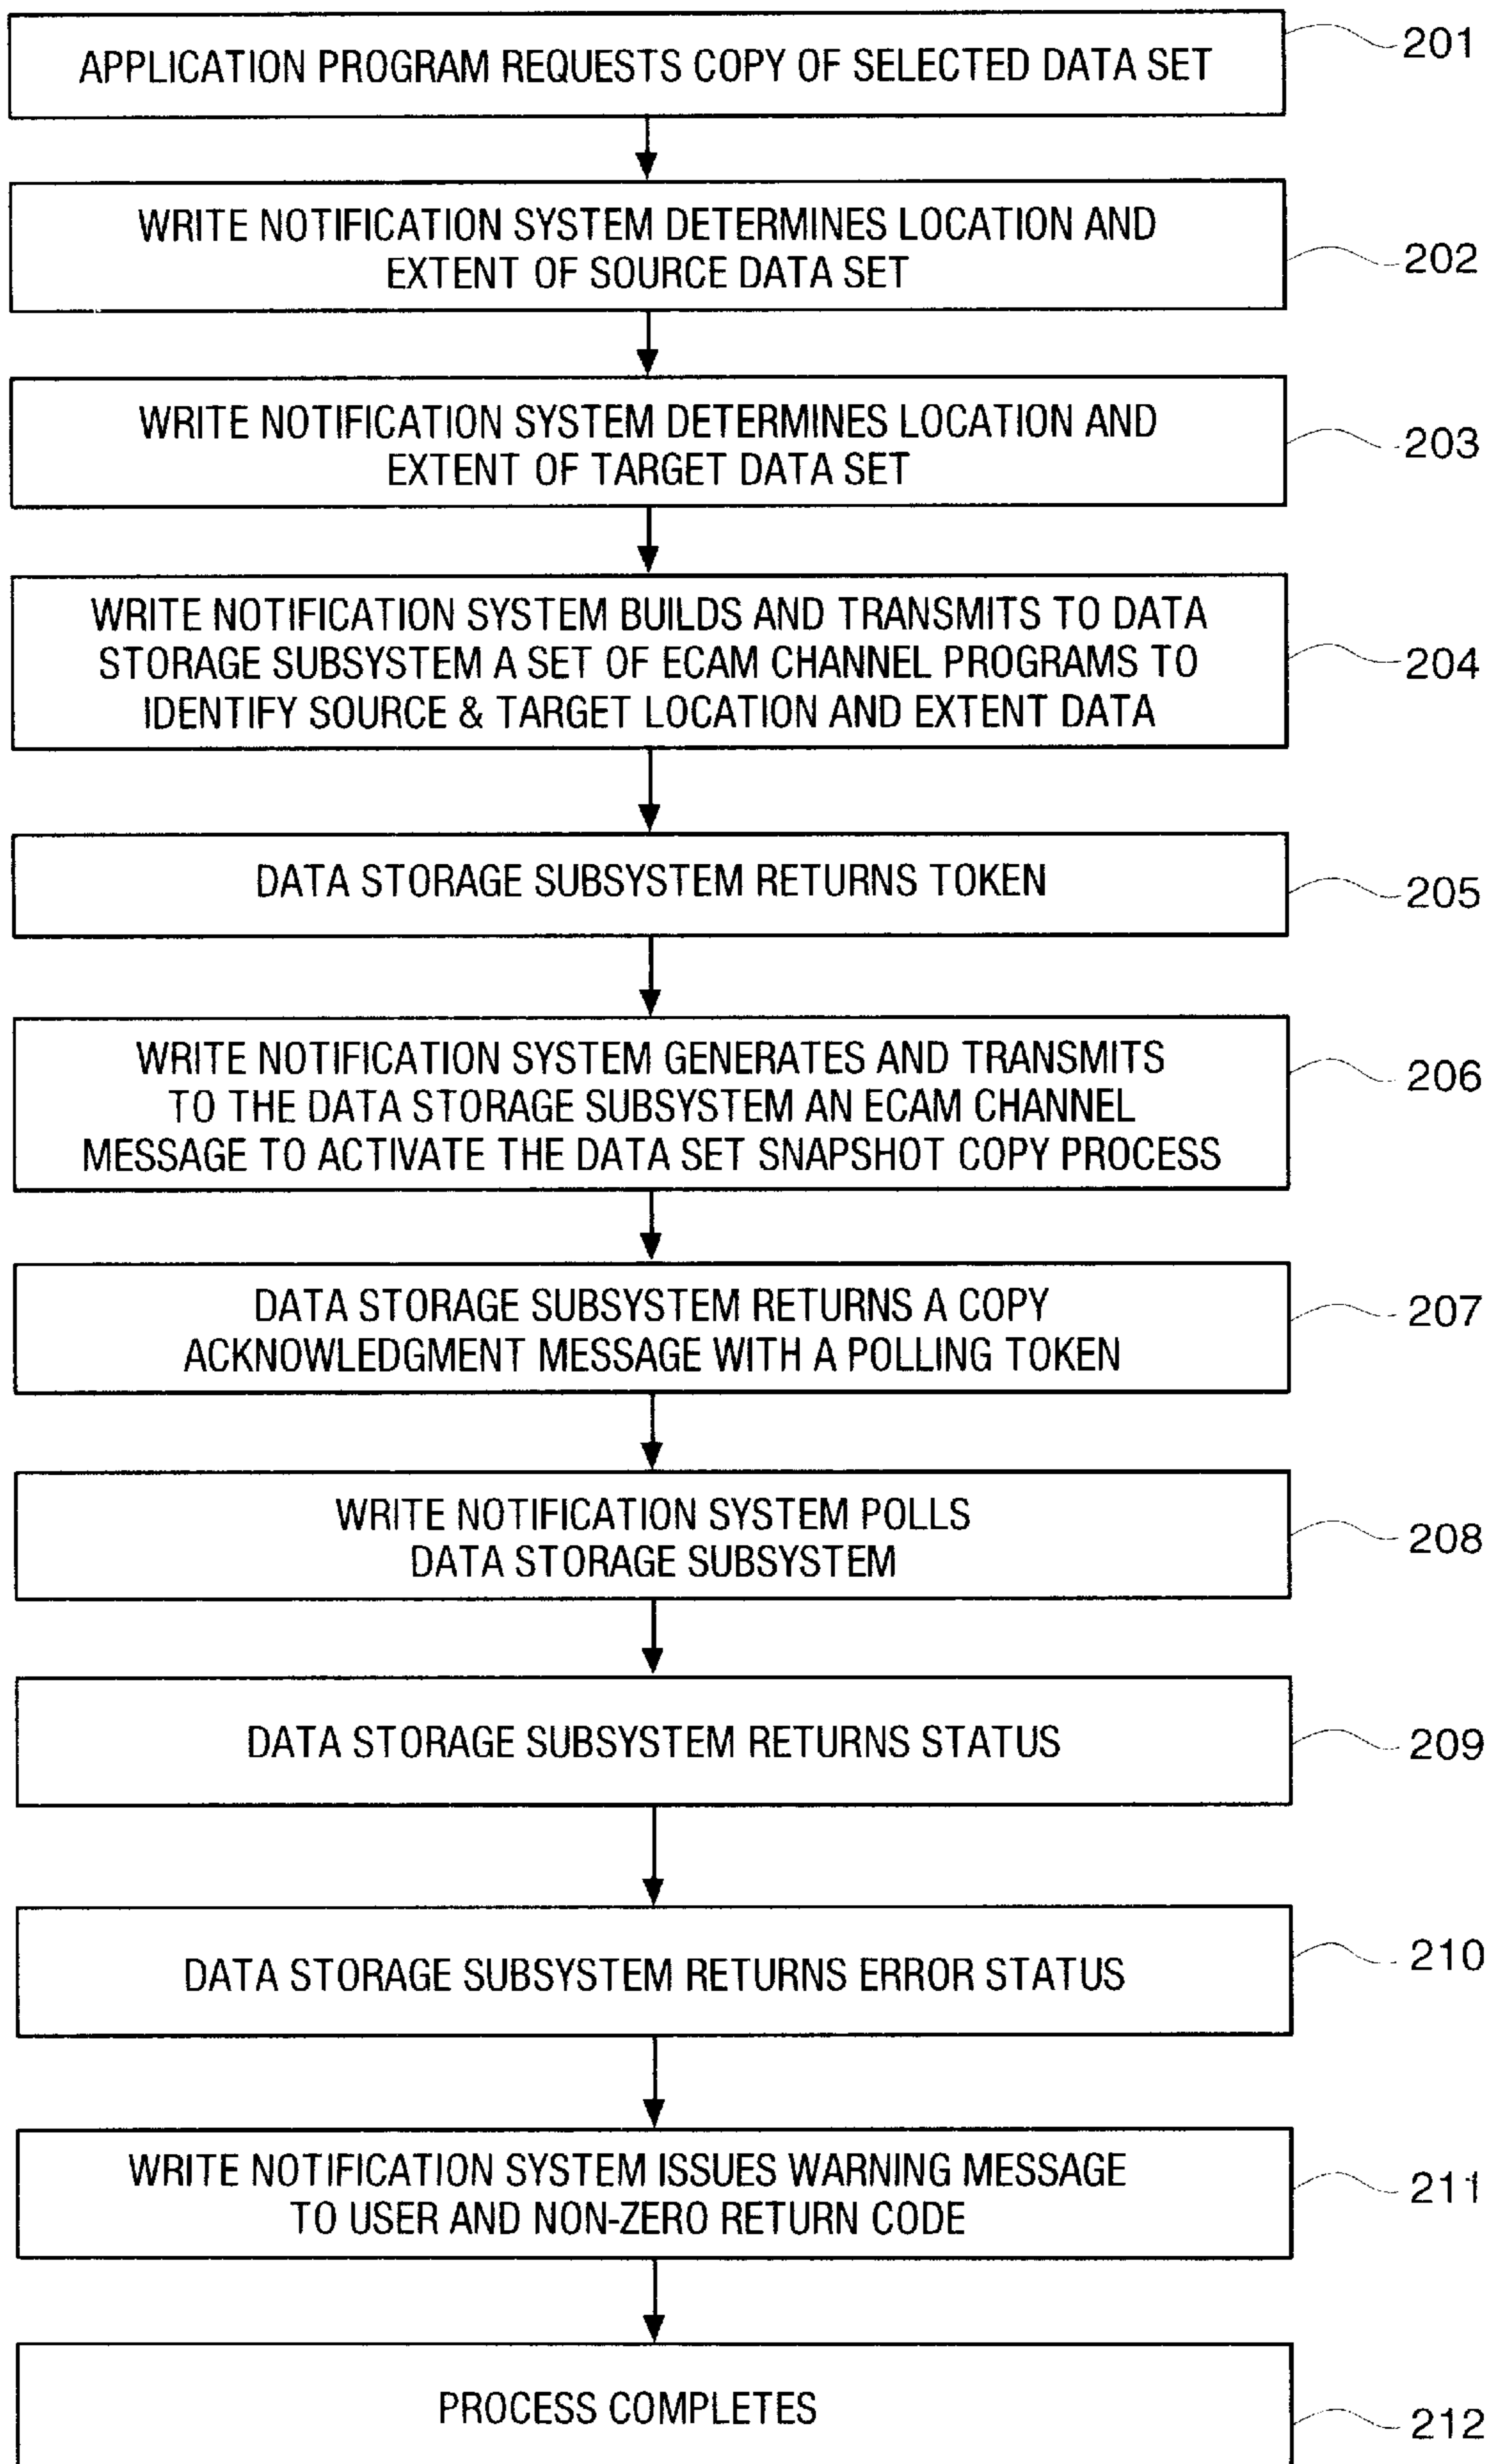 APPLICATION PROGRAM REQUESTS COPY OF SELECTED DATA SET
201
WRITE NOTIFICATION SYSTEM DETERMINES LOCATION AND
EXTENT OF SOURCE DATA SET
202
WRITE NOTIFICATION SYSTEM DETERMINES LOCATION AND
EXTENT OF TARGET DATA SET
203
WRITE NOTIFICATION SYSTEM BUILDS AND TRANSMITS TO DATA
STORAGE SUBSYSTEM A SET OF ECAM CHANNEL PROGRAMS TO
IDENTIFY SOURCE & TARGET LOCATION AND EXTENT DATA
204
DATA STORAGE SUBSYSTEM RETURNS TOKEN
205
WRITE NOTIFICATION SYSTEM GENERATES AND TRANSMITS
TO THE DATA STORAGE SUBSYSTEM AN ECAM CHANNEL
MESSAGE TO ACTIVATE THE DATA SET SNAPSHOT COPY PROCESS
206
DATA STORAGE SUBSYSTEM RETURNS A COPY
ACKNOWLEDGMENT MESSAGE WITH A POLLING TOKEN
207
WRITE NOTIFICATION SYSTEM POLLS
DATA STORAGE SUBSYSTEM
208
DATA STORAGE SUBSYSTEM RETURNS STATUS
209
DATA STORAGE SUBSYSTEM RETURNS ERROR STATUS
210
WRITE NOTIFICATION SYSTEM ISSUES WARNING MESSAGE
TO USER AND NON-ZERO RETURN CODE
211
PROCESS COMPLETES
212